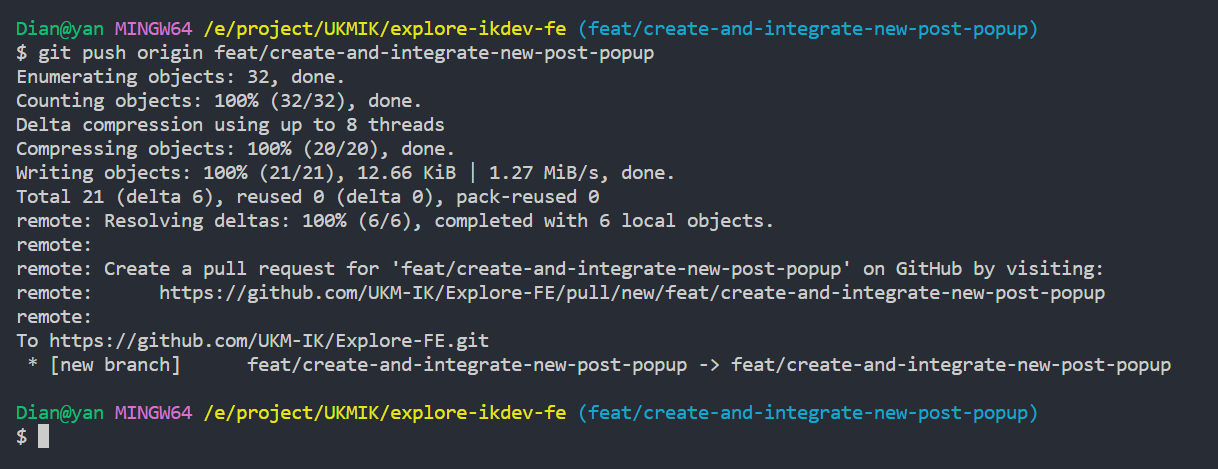 Dian@yan MINGW64 /e/project/UKMIK/explore-ikdev-fe (feat/create-and-integrate-new-post-popup)
$ git push origin feat/create-and-integrate-new-post-popup
Enumerating objects: 32, done.
Counting objects: 100% (32/32), done.
Delta compression using up to 8 threads
Compressing objects: 100% (20/20), done.
Writing objects: 100% (21/21), 12.66 KiB | 1.27 MiB/s, done.
Total 21 (delta 6), reused 0 (delta 0), pack-reused 0
remote: Resolving deltas: 100% (6/6), completed with 6 local objects.
remote:
remote: Create a pull request for 'feat/create-and-integrate-new-post-popup' on GitHub by visiting:
remote:      https://github.com/UKM-IK/Explore-FE/pull/new/feat/create-and-integrate-new-post-popup
remote:
To https://github.com/UKM-IK/Explore-FE.git
 * [new branch]      feat/create-and-integrate-new-post-popup -> feat/create-and-integrate-new-post-popup
Dian@yan MINGW64 /e/project/UKMIK/explore-ikdev-fe (feat/create-and-integrate-new-post-popup)
$